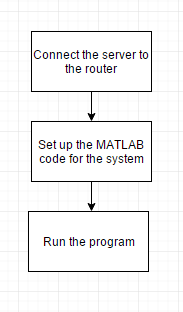 Connect the server to
the router
Set up the MATLAB
code for the system
Run the program